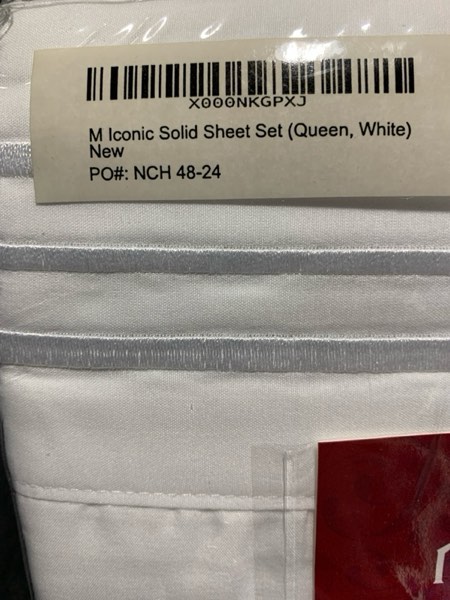 X000NKGPXJ
M Iconic Solid Sheet Set (Queen, White)
New
PO#: NCH 48-24